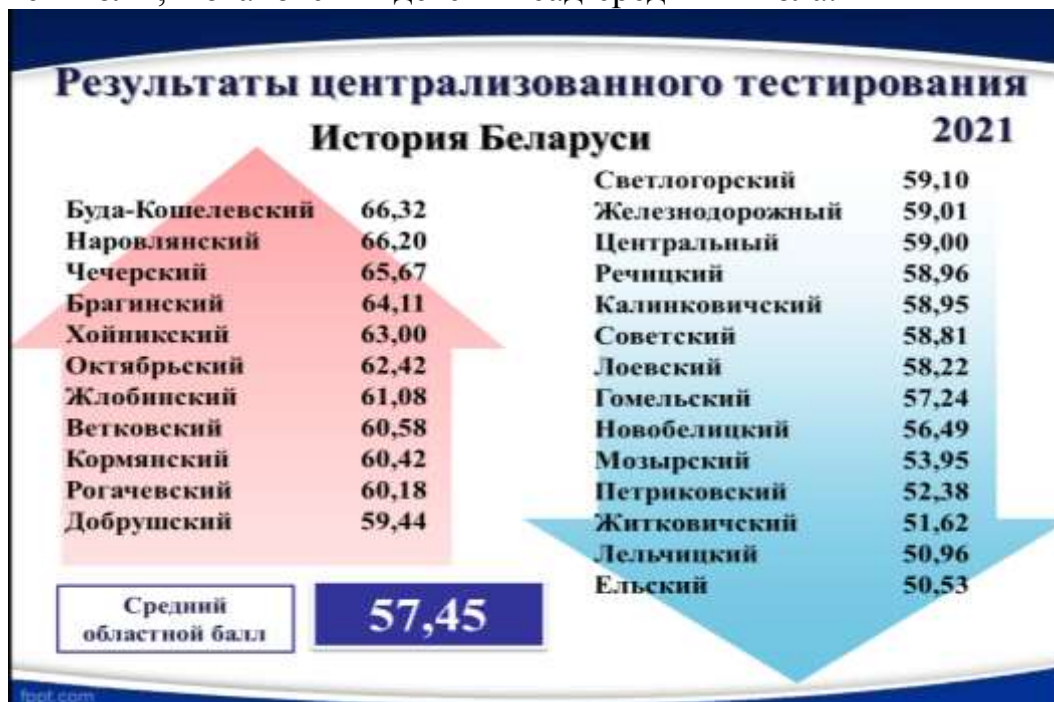 Результаты централизованного тестирования
История Беларуси 2021
Буда-Кошелевский 66,32
Наровлянский 66,20
Чечерский 65,67
Брагинский 64,11
Хойникский 63,00
Октябрьский 62,42
Жлобинский 61,08
Ветковский 60,58
Кормянский 60,42
Рогачевский 60,18
Добрушский 59,44
Светлогорский 59,10
Железнодорожный 59,01
Центральный 59,00
Речицкий 58,96
Калинковичский 58,95
Советский 58,81
Лоевский 58,22
Гомельский 57,24
Новобелицкий 56,49
Мозырский 53,95
Петриковский 52,38
Житковичский 51,62
Лельчицкий 50,96
Ельский 50,53
Средний
областной балл
57,45
fppt.com